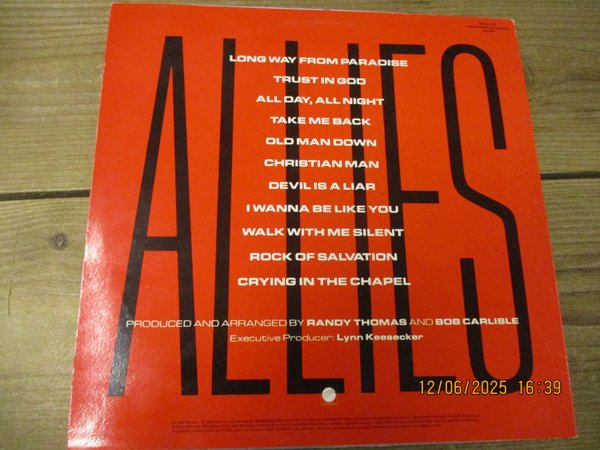 ALLIES
LONG WAY FROM PARADISE
TRUST IN GOD
ALL DAY, ALL NIGHT
TAKE ME BACK
OLD MAN DOWN
CHRISTIAN MAN
DEVIL IS A LIAR
I WANNA BE LIKE YOU
WALK WITH ME SILENT
ROCK OF SALVATION
CRYING IN THE CHAPEL
PRODUCED AND ARRANGED BY RANDY THOMAS AND BOB CARLISLE
Executive Producer: Lynn Keesecker
12/06/2025 16:39